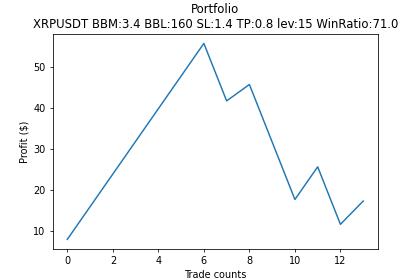 Portfolio
XRPUSDT BBM:3.4 BBL:160 SL:1.4 TP:0.8 lev:15 WinRatio:71.0
Profit ($)
50
40
30
20
10
0 2 4 6 8 10 12
Trade counts